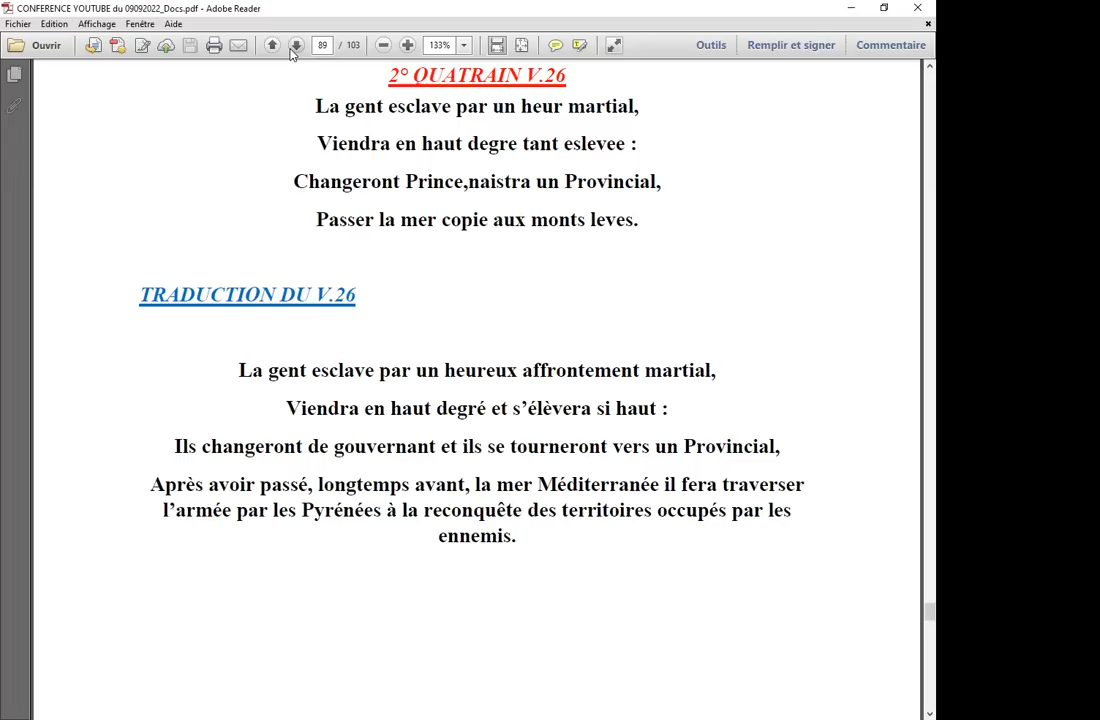 CONFERENCE YOUTUBE du 09092022_Docs.pdf - Adobe Reader
Fichier Edition Affichage Fenêtre Aide
Ouvrir 89 / 103 133% Outils Remplir et signer Commentaire
2° QUATRAIN V.26
La gent esclave par un heur martial,
Viendra en haut degre tant eslevee :
Changeront Prince,naistra un Provincial,
Passer la mer copie aux monts leves.
TRADUCTION DU V.26
La gent esclave par un heureux affrontement martial,
Viendra en haut degré et s’élèvera si haut :
Ils changeront de gouvernant et ils se tourneront vers un Provincial,
Après avoir passé, longtemps avant, la mer Méditerranée il fera traverser
l’armée par les Pyrénées à la reconquête des territoires occupés par les
ennemis.